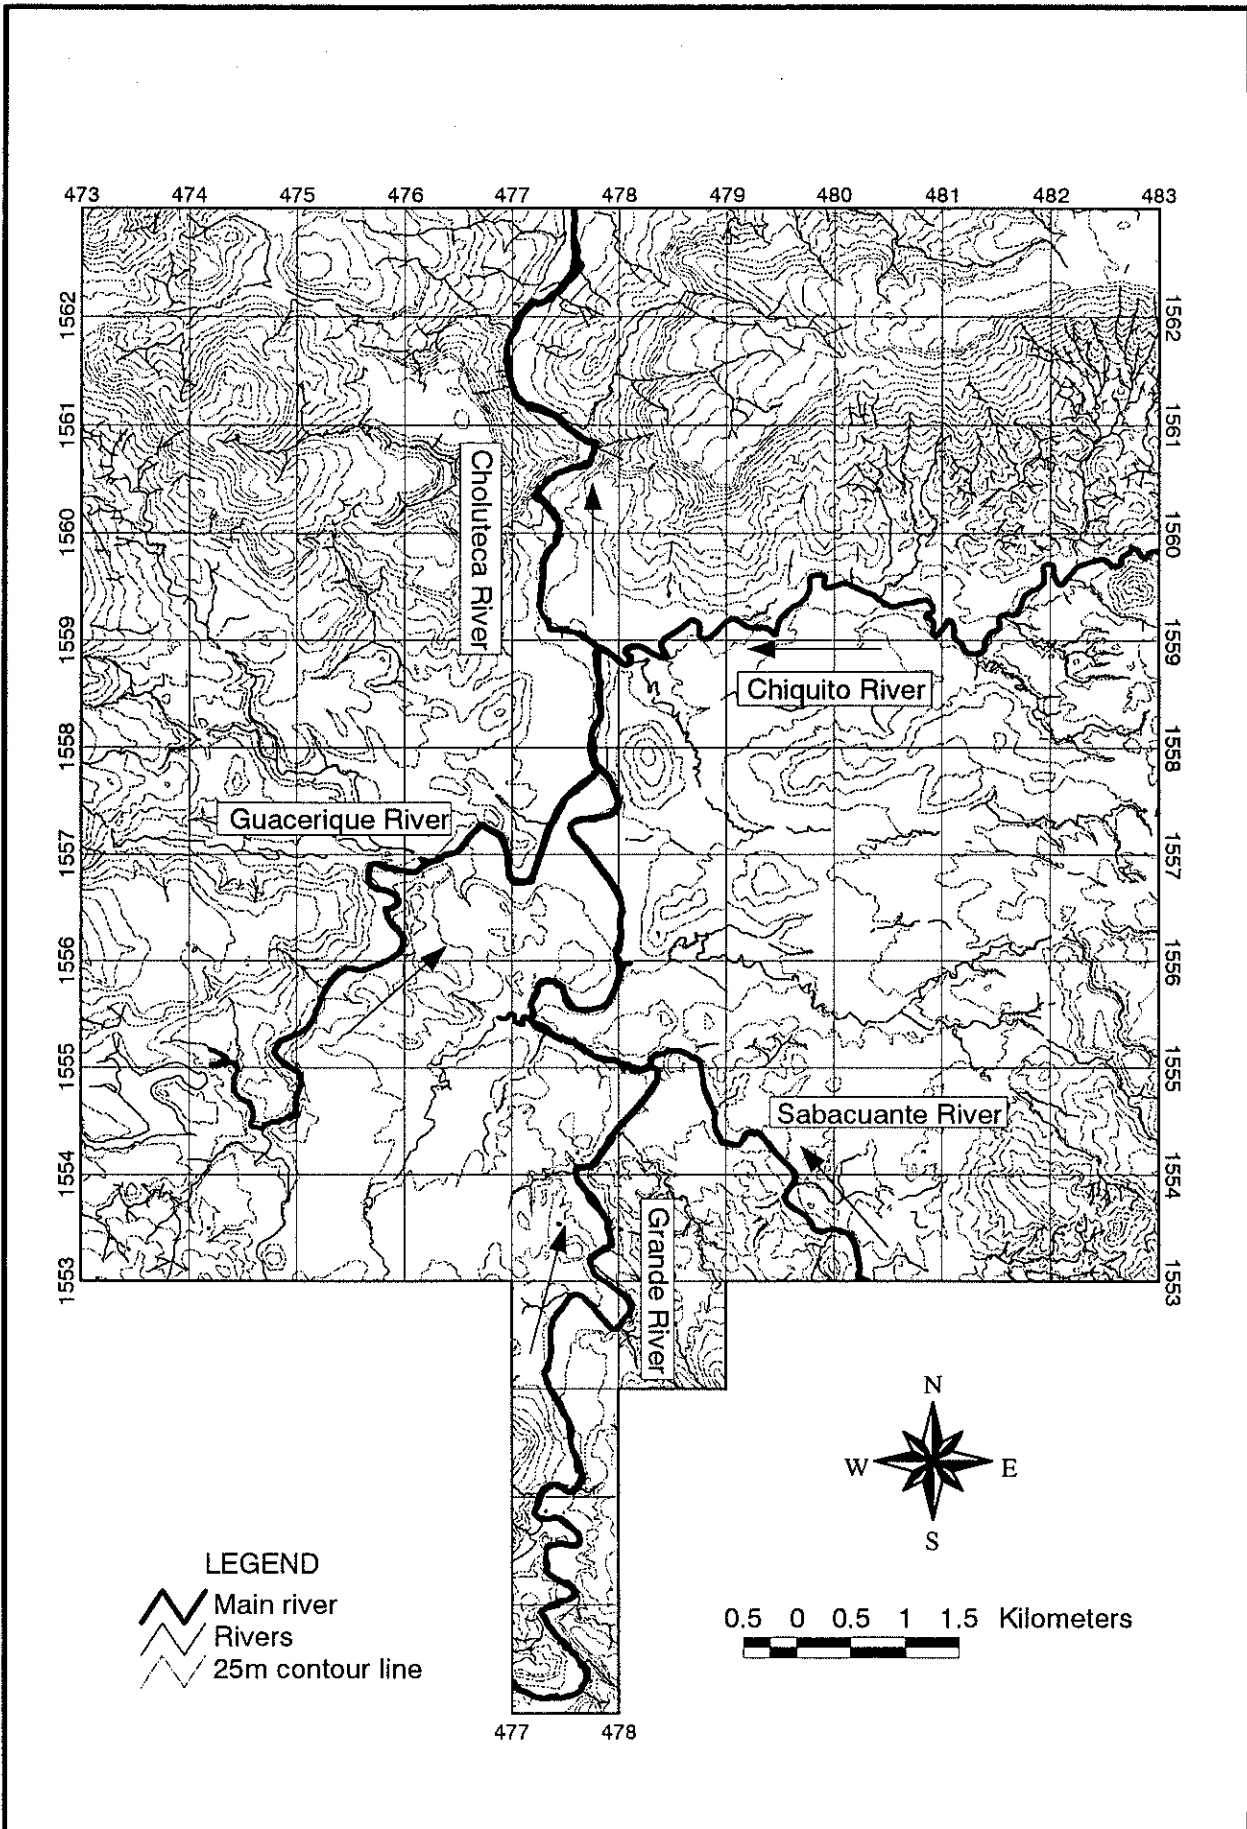 473 474 475 476 477 478 479 480 481 482 483
1562 1562
1561 1561
1560 1560
1559 1559
1558 1558
1557 1557
1556 1556
1555 1555
1554 1554
1553 1553
Choluteca River
Chiquito River
Guacerique River
Sabacuante River
Grande River
N
W E
S
LEGEND
Main river
Rivers
25m contour line
0.5 0 0.5 1 1.5 Kilometers
477 478